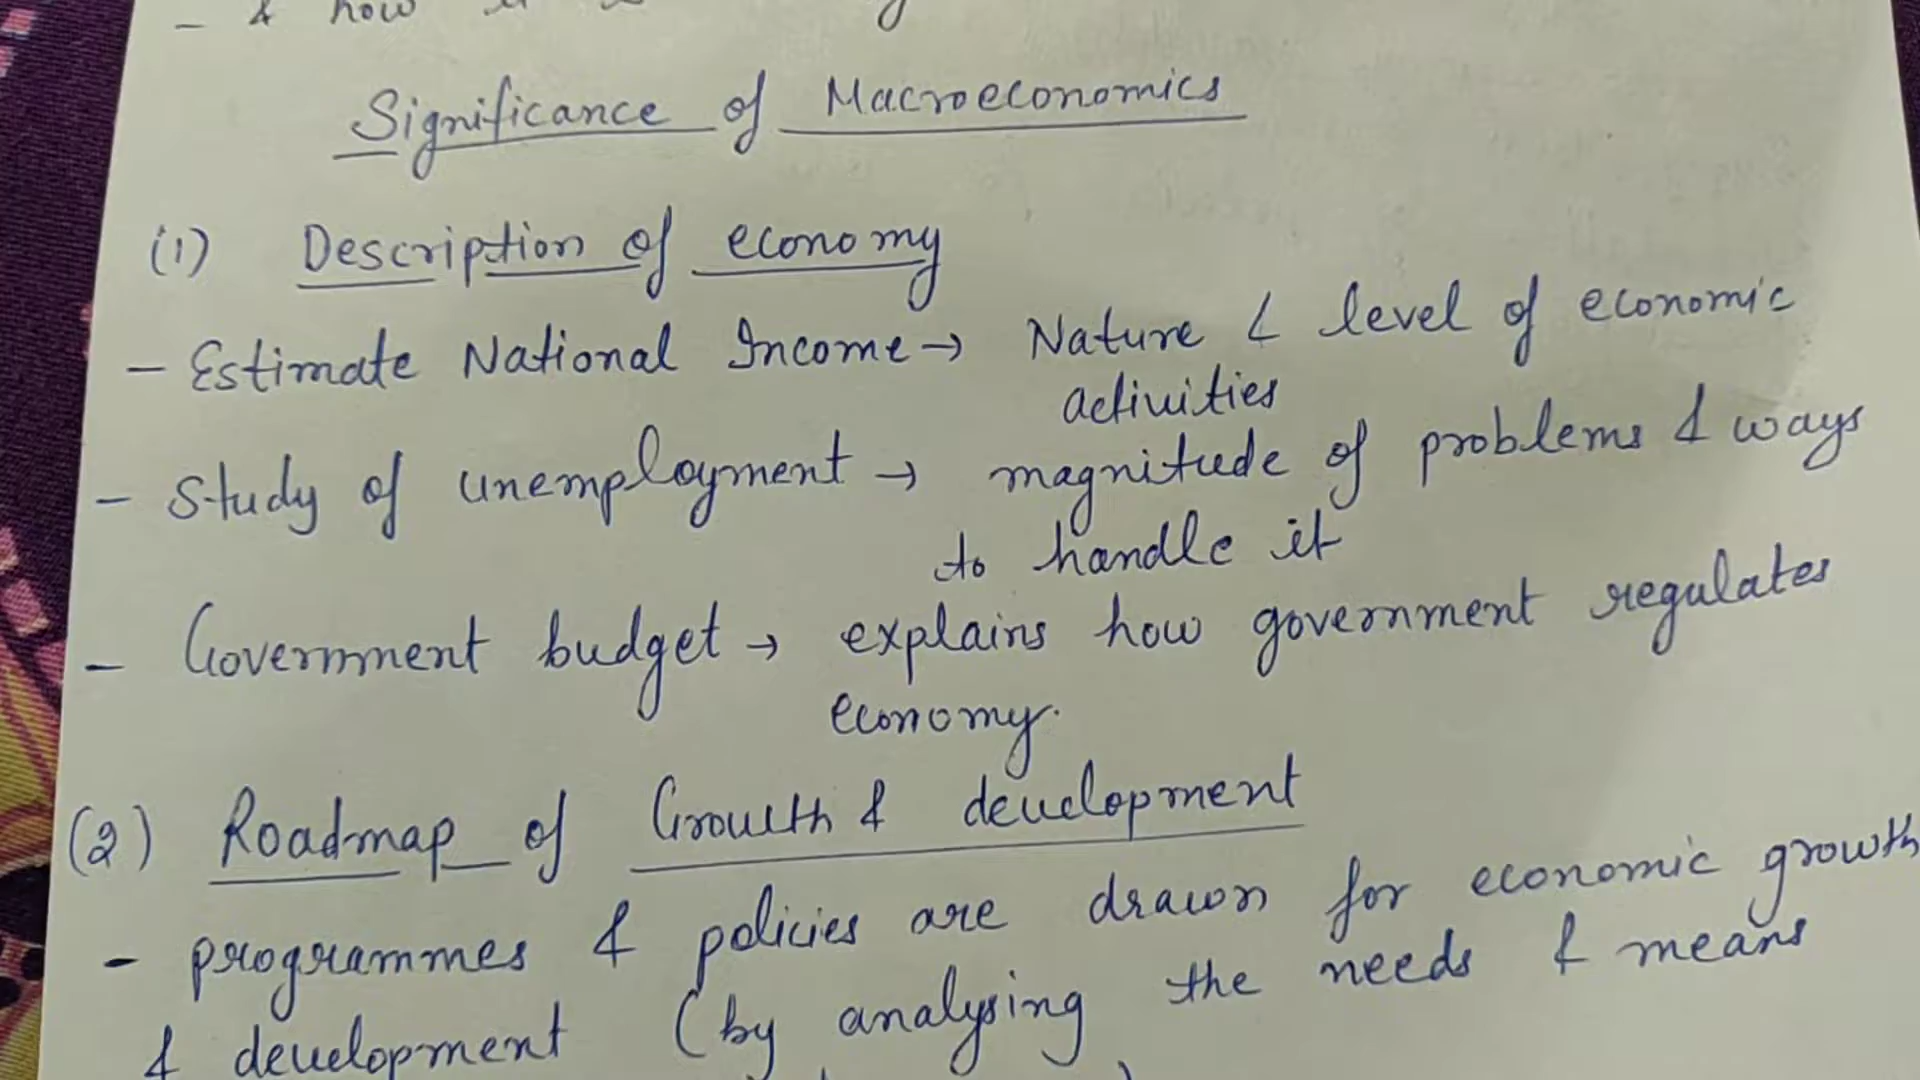 - & how it
Significance of Macroeconomics
(1) Description of economy
- Estimate National Income → Nature & level of economic
activities
- Study of unemployment → magnitude of problems & ways
to handle it
- Government budget → explains how government regulates
economy.
(2) Roadmap of Growth & development
- programmes & policies are drawn for economic growth
& development (by analysing the needs & means